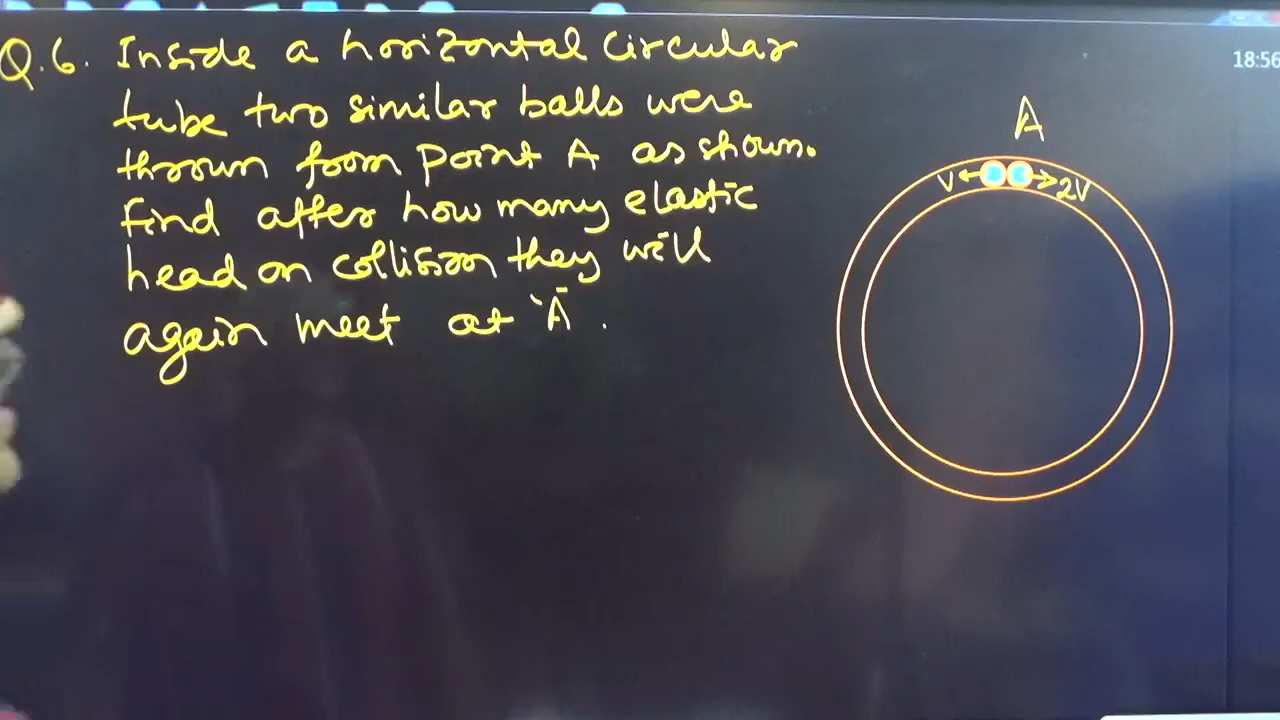 18:56
Q.6. Inside a horizontal circular
tube two similar balls were
thrown from point A as shown.
find after how many elastic
head on collision they will
again meet at 'A'.
A
V
2V